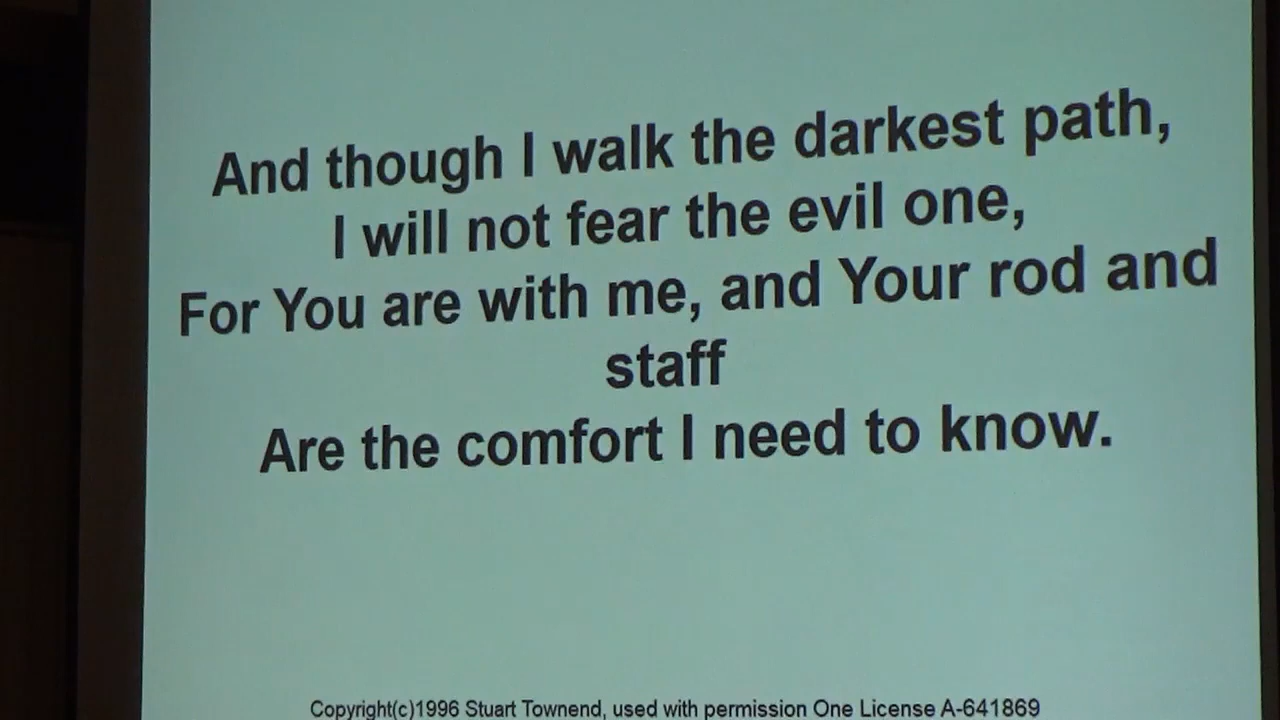 And though I walk the darkest path,
I will not fear the evil one,
For You are with me, and Your rod and
staff
Are the comfort I need to know.
Copyright(c)1996 Stuart Townend, used with permission One License A-641869